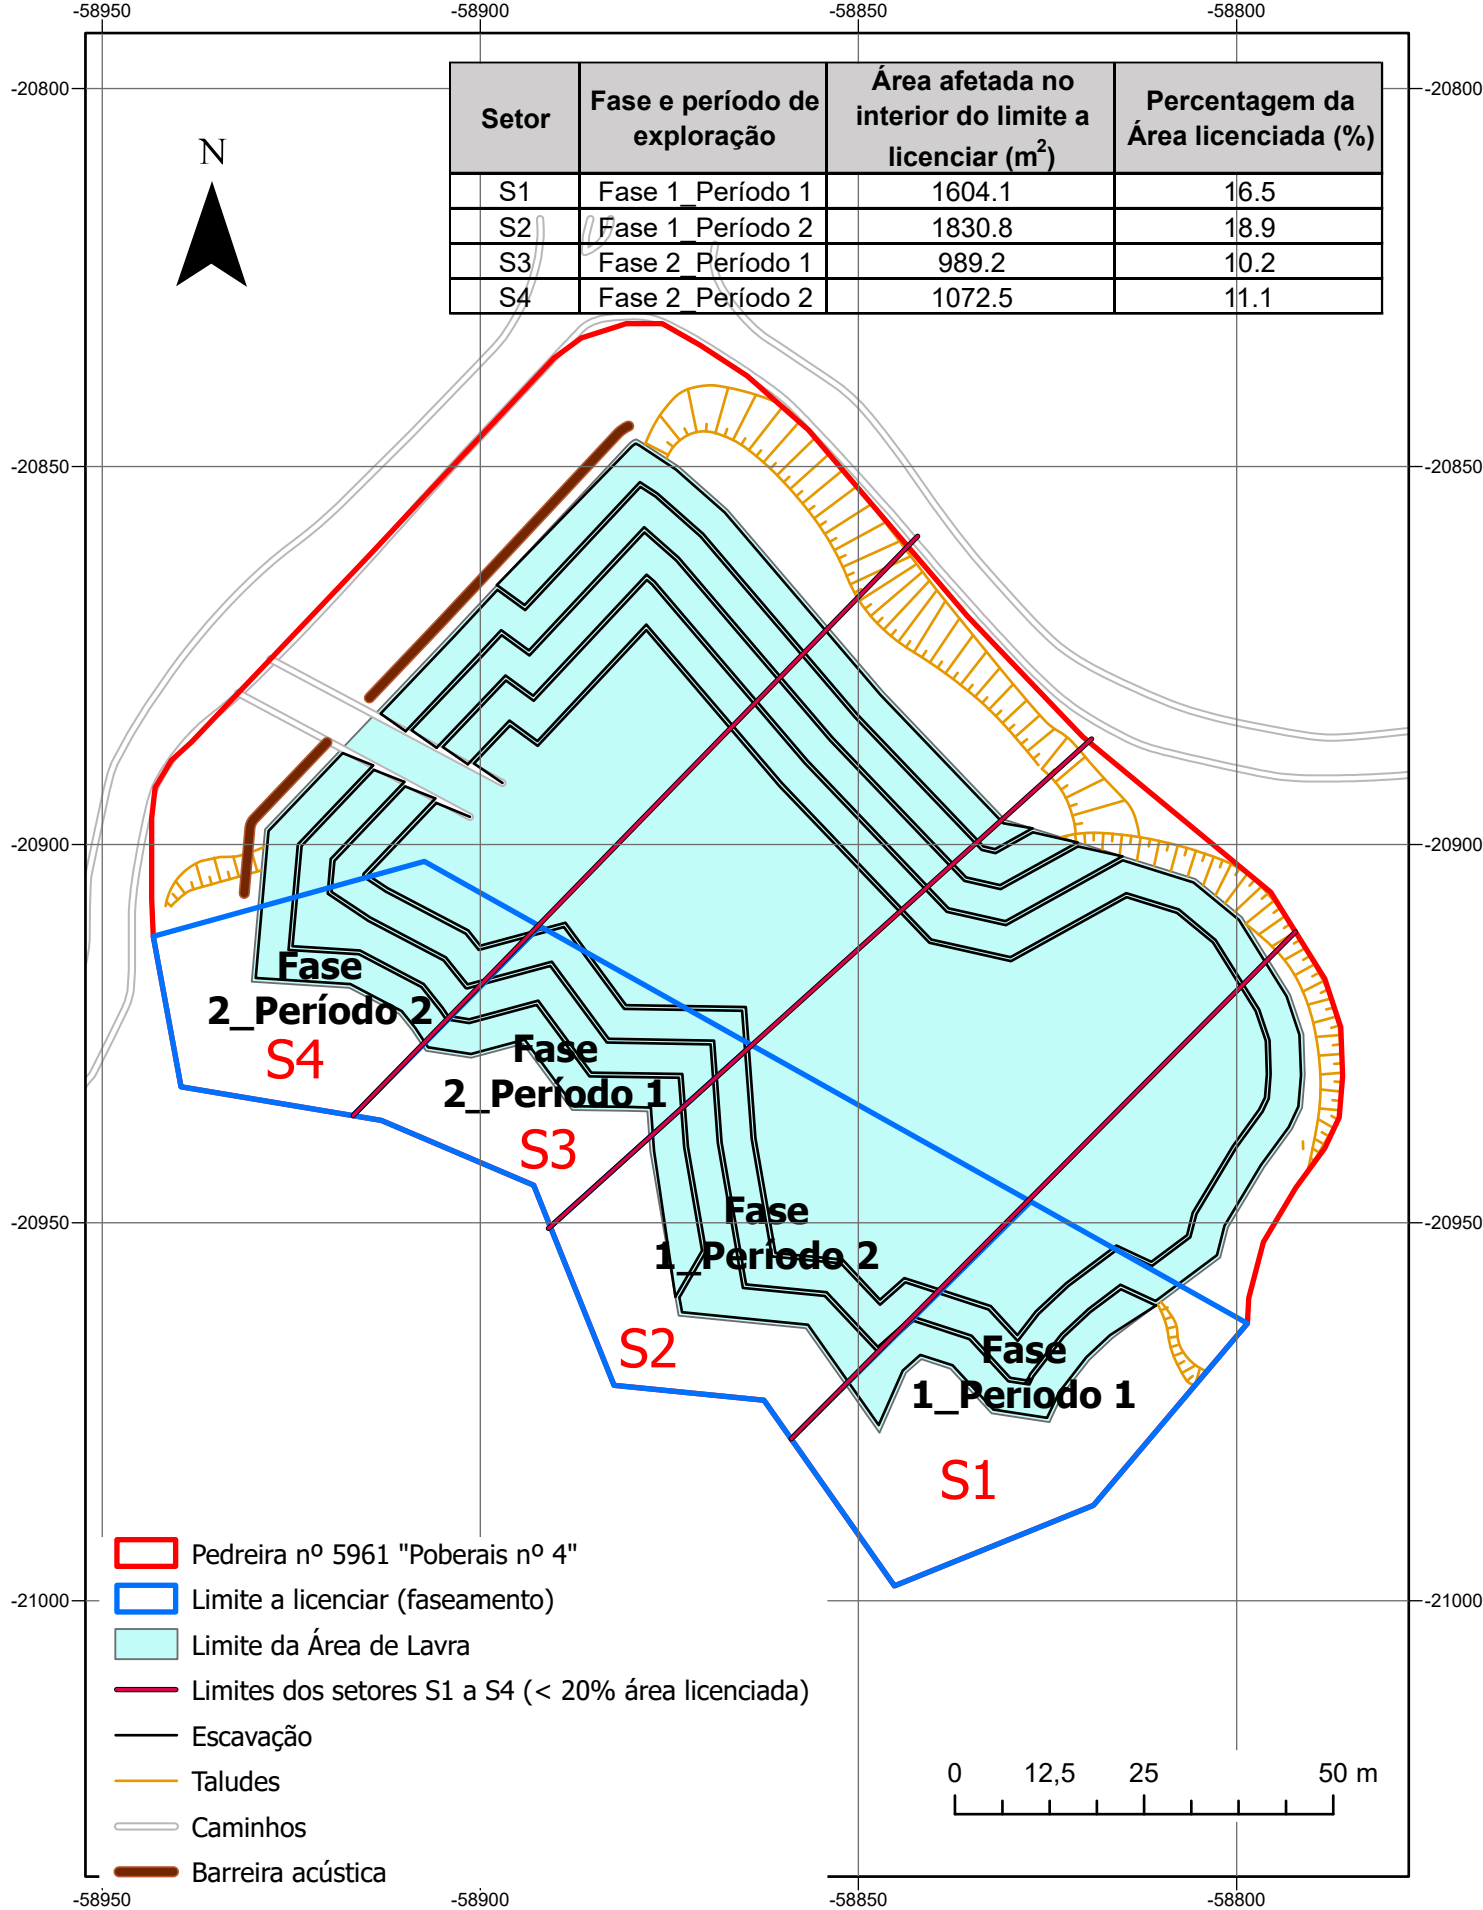 -58950 -58900 -58850 -58800
-20800 -20800
Setor
Fase e período de
exploração
Área afetada no
interior do limite a
licenciar (m²)
Percentagem da
Área licenciada (%)
S1 Fase 1_Período 1 1604.1 16.5
S2 Fase 1_Período 2 1830.8 18.9
S3 Fase 2_Período 1 989.2 10.2
S4 Fase 2_Período 2 1072.5 11.1
N
-20850 -20850
-20900 -20900
Fase
2_Período 2
S4
Fase
2_Período 1
S3
-20950 -20950
Fase
1_Período 2
S2
Fase
1_Período 1
S1
Pedreira nº 5961 "Poberais nº 4"
Limite a licenciar (faseamento)
-21000 -21000
Limite da Área de Lavra
Limites dos setores S1 a S4 (< 20% área licenciada)
Escavação
Taludes
Caminhos
Barreira acústica
0 12,5 25 50 m
-58950 -58900 -58850 -58800